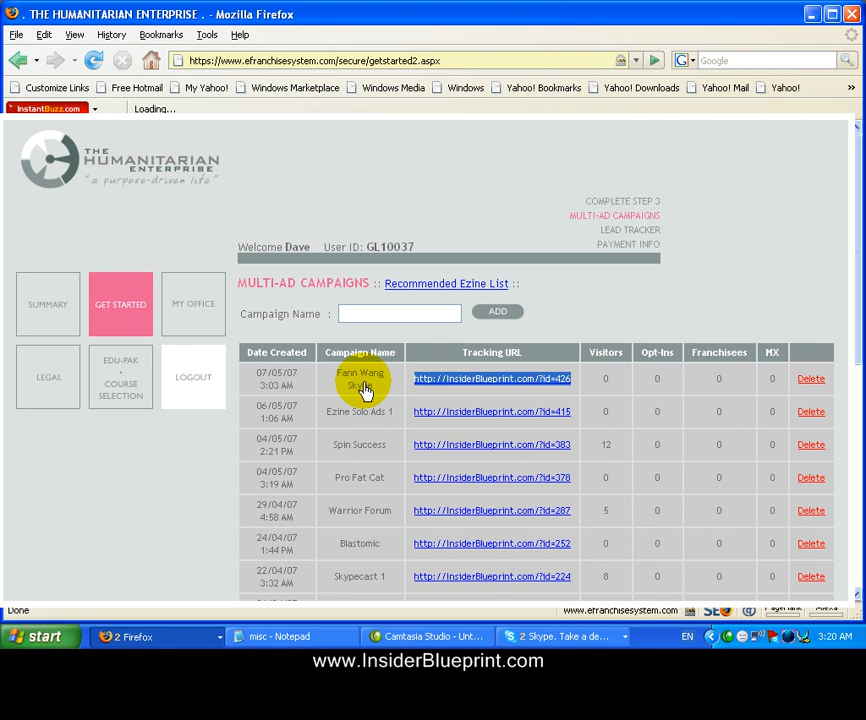 . THE HUMANITARIAN ENTERPRISE . - Mozilla Firefox
File Edit View History Bookmarks Tools Help
https://www.efranchisesystem.com/secure/getstarted2.aspx
Google
Customize Links Free Hotmail My Yahoo! Windows Marketplace Windows Media Windows Yahoo! Bookmarks Yahoo! Downloads Yahoo! Mail Yahoo! »
InstantBuzz.com Loading...
THE
HUMANITARIAN
ENTERPRISE
"a purpose-driven life"
COMPLETE STEP 3
MULTI-AD CAMPAIGNS
LEAD TRACKER
PAYMENT INFO
Welcome Dave User ID: GL10037
SUMMARY
GET STARTED
MY OFFICE
LEGAL
EDU-PAK
•
COURSE
SELECTION
LOGOUT
MULTI-AD CAMPAIGNS :: Recommended Ezine List ::
Campaign Name : ADD
Date Created Campaign Name Tracking URL Visitors Opt-Ins Franchisees MX
07/05/07 3:03 AM Fann Wang Skype http://InsiderBlueprint.com/?id=426 0 0 0 0 Delete
06/05/07 1:06 AM Ezine Solo Ads 1 http://InsiderBlueprint.com/?id=415 0 0 0 0 Delete
04/05/07 2:21 PM Spin Success http://InsiderBlueprint.com/?id=383 12 0 0 0 Delete
04/05/07 3:19 AM Pro Fat Cat http://InsiderBlueprint.com/?id=378 0 0 0 0 Delete
29/04/07 4:58 AM Warrior Forum http://InsiderBlueprint.com/?id=287 5 0 0 0 Delete
24/04/07 1:44 PM Blastomic http://InsiderBlueprint.com/?id=252 0 0 0 0 Delete
22/04/07 3:32 AM Skypecast 1 http://InsiderBlueprint.com/?id=224 8 0 0 0 Delete
Done www.efranchisesystem.com
start 2 Firefox misc - Notepad Camtasia Studio - Unt... 2 Skype. Take a de... EN 3:20 AM
www.InsiderBlueprint.com